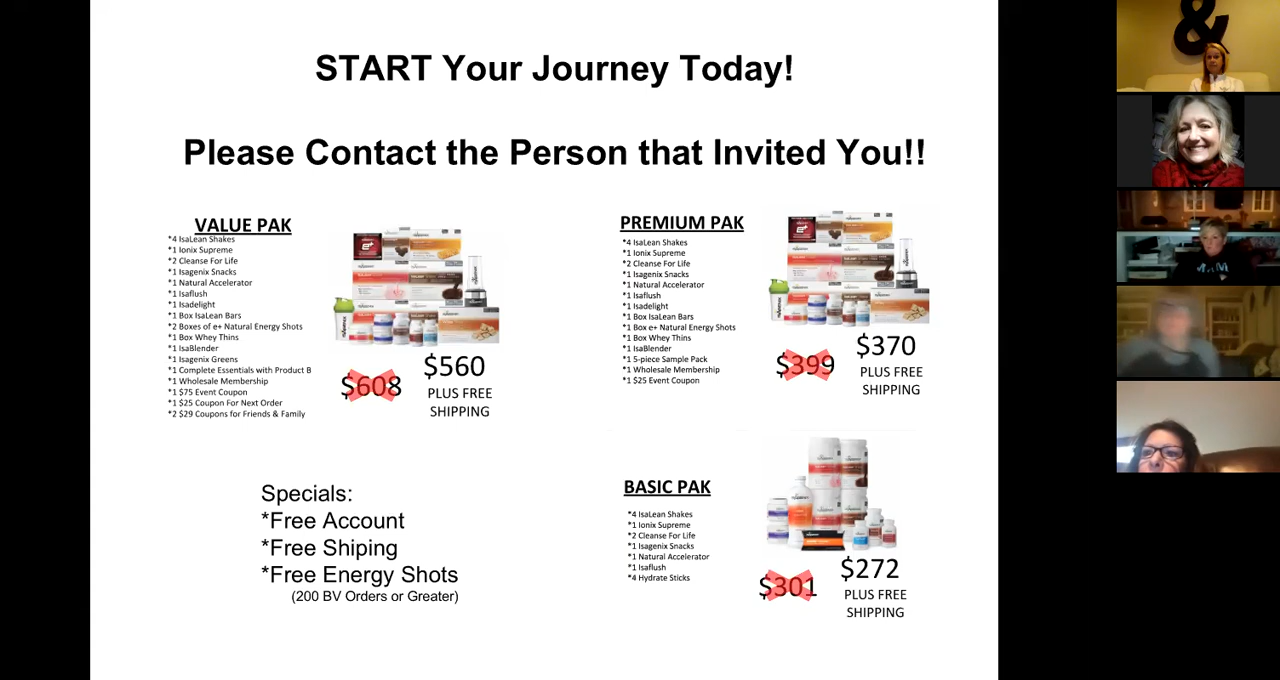 START Your Journey Today!
Please Contact the Person that Invited You!!
VALUE PAK
*4 IsaLean Shakes
*1 Ionix Supreme
*2 Cleanse For Life
*1 Isagenix Snacks
*1 Natural Accelerator
*1 Isaflush
*1 Isadelight
*1 Box IsaLean Bars
*2 Boxes of e+ Natural Energy Shots
*1 Box Whey Thins
*1 IsaBlender
*1 Isagenix Greens
*1 Complete Essentials with Product B
*1 Wholesale Membership
*1 $75 Event Coupon
*1 $25 Coupon For Next Order
*2 $29 Coupons for Friends & Family
$608
$560
PLUS FREE
SHIPPING
PREMIUM PAK
*4 IsaLean Shakes
*1 Ionix Supreme
*2 Cleanse For Life
*1 Isagenix Snacks
*1 Natural Accelerator
*1 Isaflush
*1 Isadelight
*1 Box IsaLean Bars
*1 Box e+ Natural Energy Shots
*1 Box Whey Thins
*1 IsaBlender
*1 5-piece Sample Pack
*1 Wholesale Membership
*1 $25 Event Coupon
$399
$370
PLUS FREE
SHIPPING
Specials:
*Free Account
*Free Shiping
*Free Energy Shots
(200 BV Orders or Greater)
BASIC PAK
*4 IsaLean Shakes
*1 Ionix Supreme
*2 Cleanse For Life
*1 Isagenix Snacks
*1 Natural Accelerator
*1 Isaflush
*4 Hydrate Sticks
$301
$272
PLUS FREE
SHIPPING
&